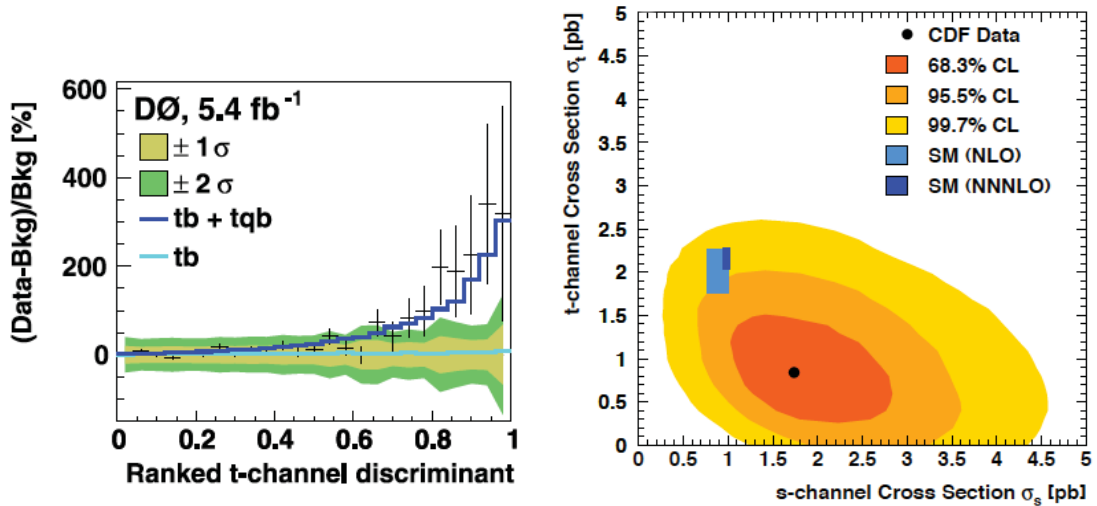 (Data-Bkg)/Bkg [%]
600
400
200
0
DØ, 5.4 fb⁻¹
± 1 σ
± 2 σ
tb + tqb
tb
0 0.2 0.4 0.6 0.8 1
Ranked t-channel discriminant
t-channel Cross Section σₜ [pb]
5
4.5
4
3.5
3
2.5
2
1.5
1
0.5
0
CDF Data
68.3% CL
95.5% CL
99.7% CL
SM (NLO)
SM (NNNLO)
0 0.5 1 1.5 2 2.5 3 3.5 4 4.5 5
s-channel Cross Section σₛ [pb]